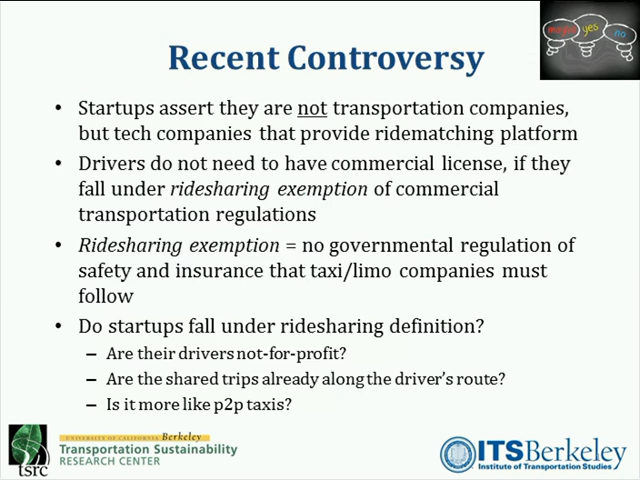 maybe yes no
Recent Controversy
• Startups assert they are not transportation companies,
but tech companies that provide ridematching platform
• Drivers do not need to have commercial license, if they
fall under ridesharing exemption of commercial
transportation regulations
• Ridesharing exemption = no governmental regulation of
safety and insurance that taxi/limo companies must
follow
• Do startups fall under ridesharing definition?
– Are their drivers not-for-profit?
– Are the shared trips already along the driver's route?
– Is it more like p2p taxis?
UNIVERSITY OF CALIFORNIA Berkeley
Transportation Sustainability
RESEARCH CENTER
tsrc
ITSBerkeley
Institute of Transportation Studies